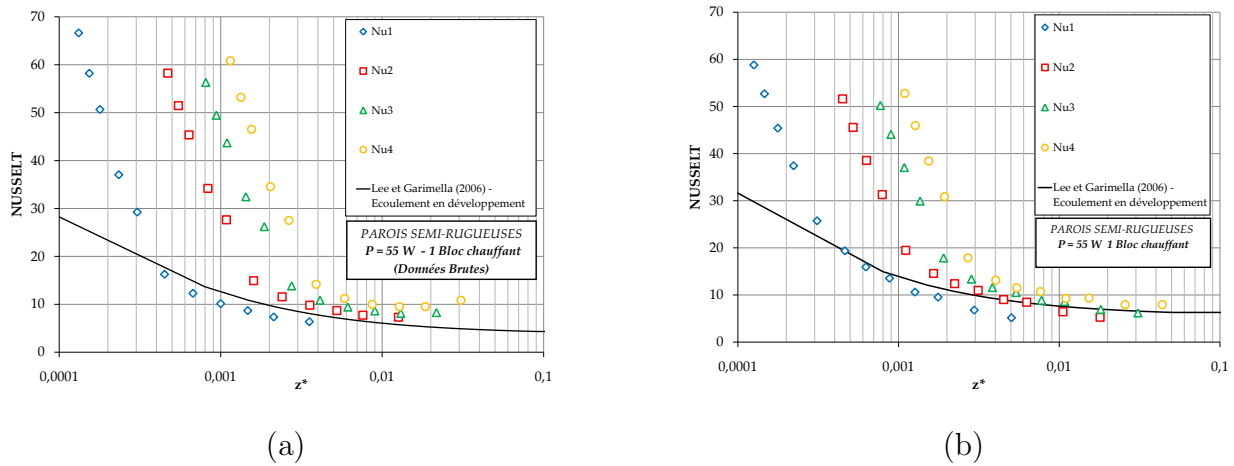 70
60
50
40
30
20
10
0
NUSSELT
0,0001
0,001
0,01
0,1
z*
Nu1
Nu2
Nu3
Nu4
Lee et Garimella (2006) -
Ecoulement en développement
PAROIS SEMI-RUGUEUSES
P = 55 W - 1 Bloc chauffant
(Données Brutes)
(a)
70
60
50
40
30
20
10
0
NUSSELT
0,0001
0,001
0,01
0,1
z*
Nu1
Nu2
Nu3
Nu4
Lee et Garimella (2006) -
Ecoulement en développement
PAROIS SEMI-RUGUEUSES
P = 55 W 1 Bloc chauffant
(b)